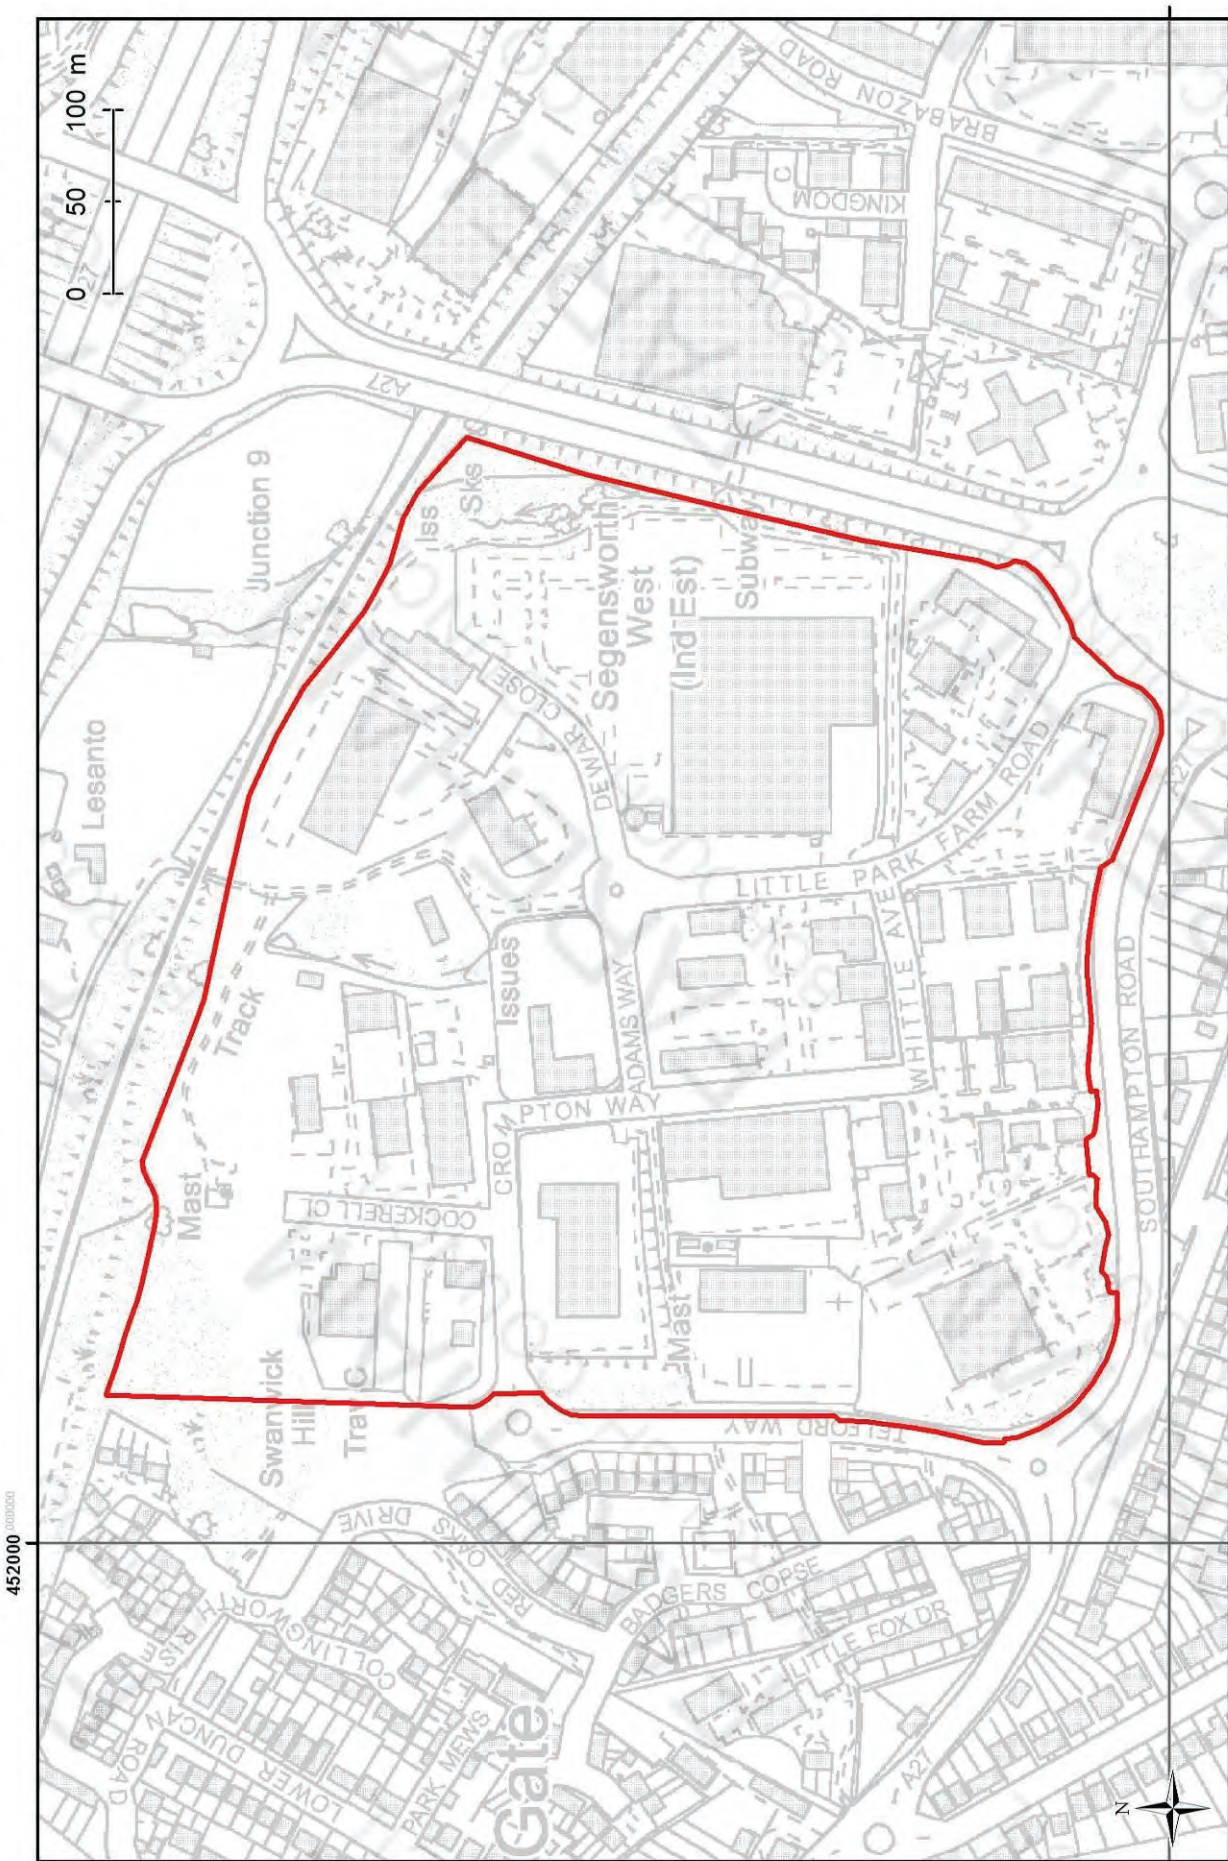 452000.000000
0
50
100 m
A27
Junction 9
Lesanto
Iss
Sks
Segensworth
West
(Ind Est)
Subway
DEWAR CLOSE
KINGDOM
C
BRABAZON ROAD
Track
Mast
Issues
LITTLE PARK FARM ROAD
ADAMS WAY
CROMPTON WAY
WHITTLE AVE
COCKERELL CL
Swanwick
Hill
Trav C
Mast
TELFORD WAY
SOUTHAMPTON ROAD
A27
RED OAKS DRIVE
BADGERS COPSE
LITTLE FOX DR
A27
COLLINGWORTH
RISE
LOWER DUNCAN
ROAD
PARK MEWS
Gate
N